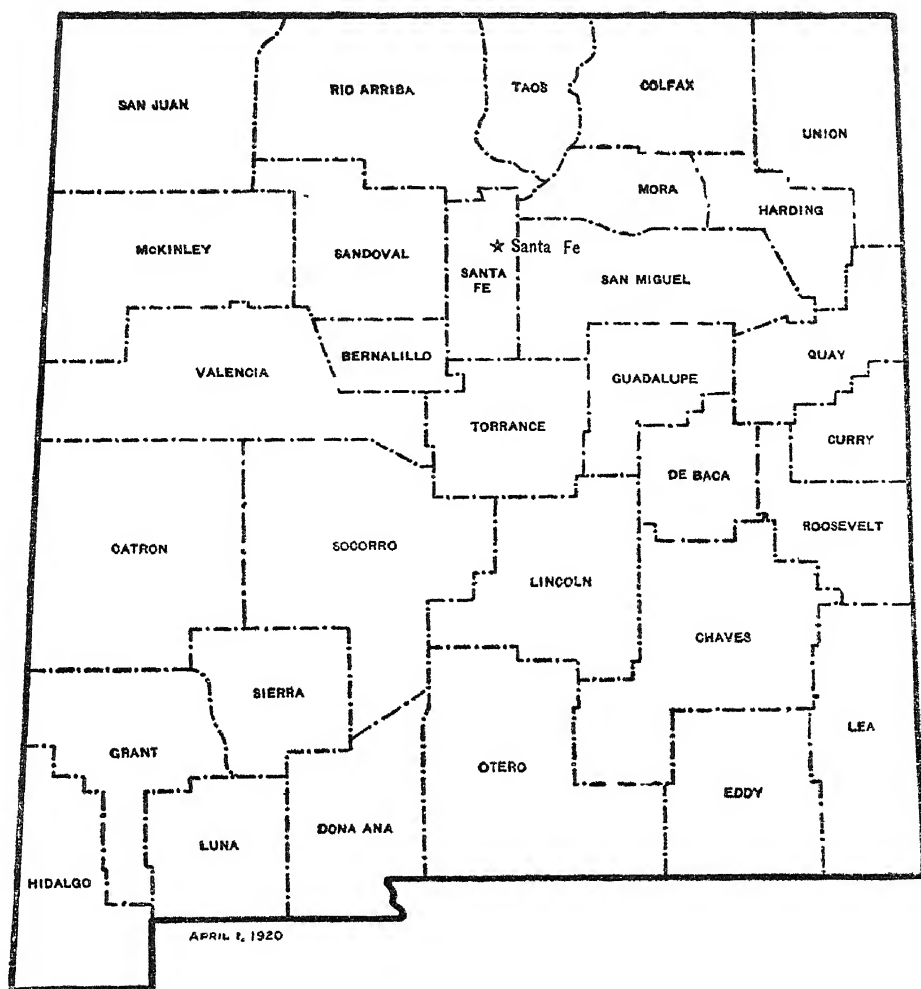 SAN JUAN
RIO ARRIBA
TAOS
COLFAX
UNION
MORA
HARDING
McKINLEY
SANDOVAL
Santa Fe
SANTA
FE
SAN MIGUEL
BERNALILLO
VALENCIA
TORRANCE
GUADALUPE
QUAY
CURRY
DE BACA
ROOSEVELT
CATRON
SOCORRO
LINCOLN
CHAVES
SIERRA
GRANT
OTERO
LEA
EDDY
LUNA
DONA ANA
HIDALGO
APRIL 1, 1920